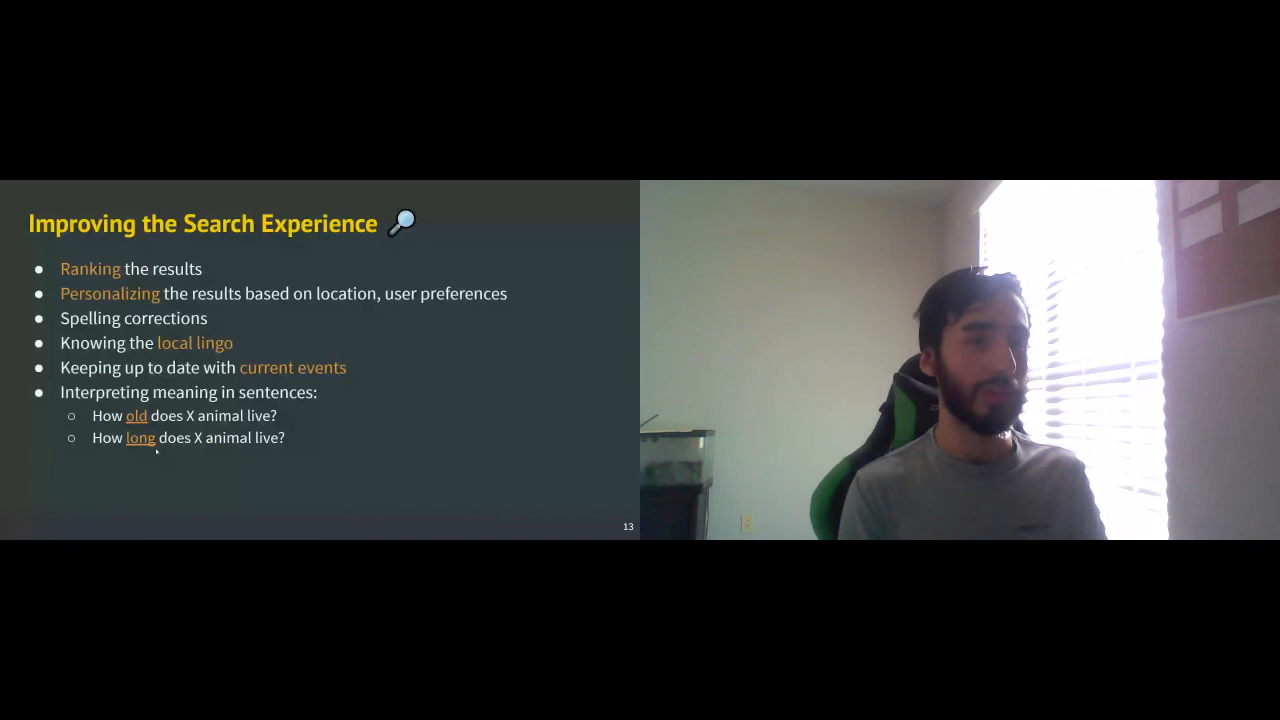 Improving the Search Experience 🔎
● Ranking the results
● Personalizing the results based on location, user preferences
● Spelling corrections
● Knowing the local lingo
● Keeping up to date with current events
● Interpreting meaning in sentences:
○ How old does X animal live?
○ How long does X animal live?
13